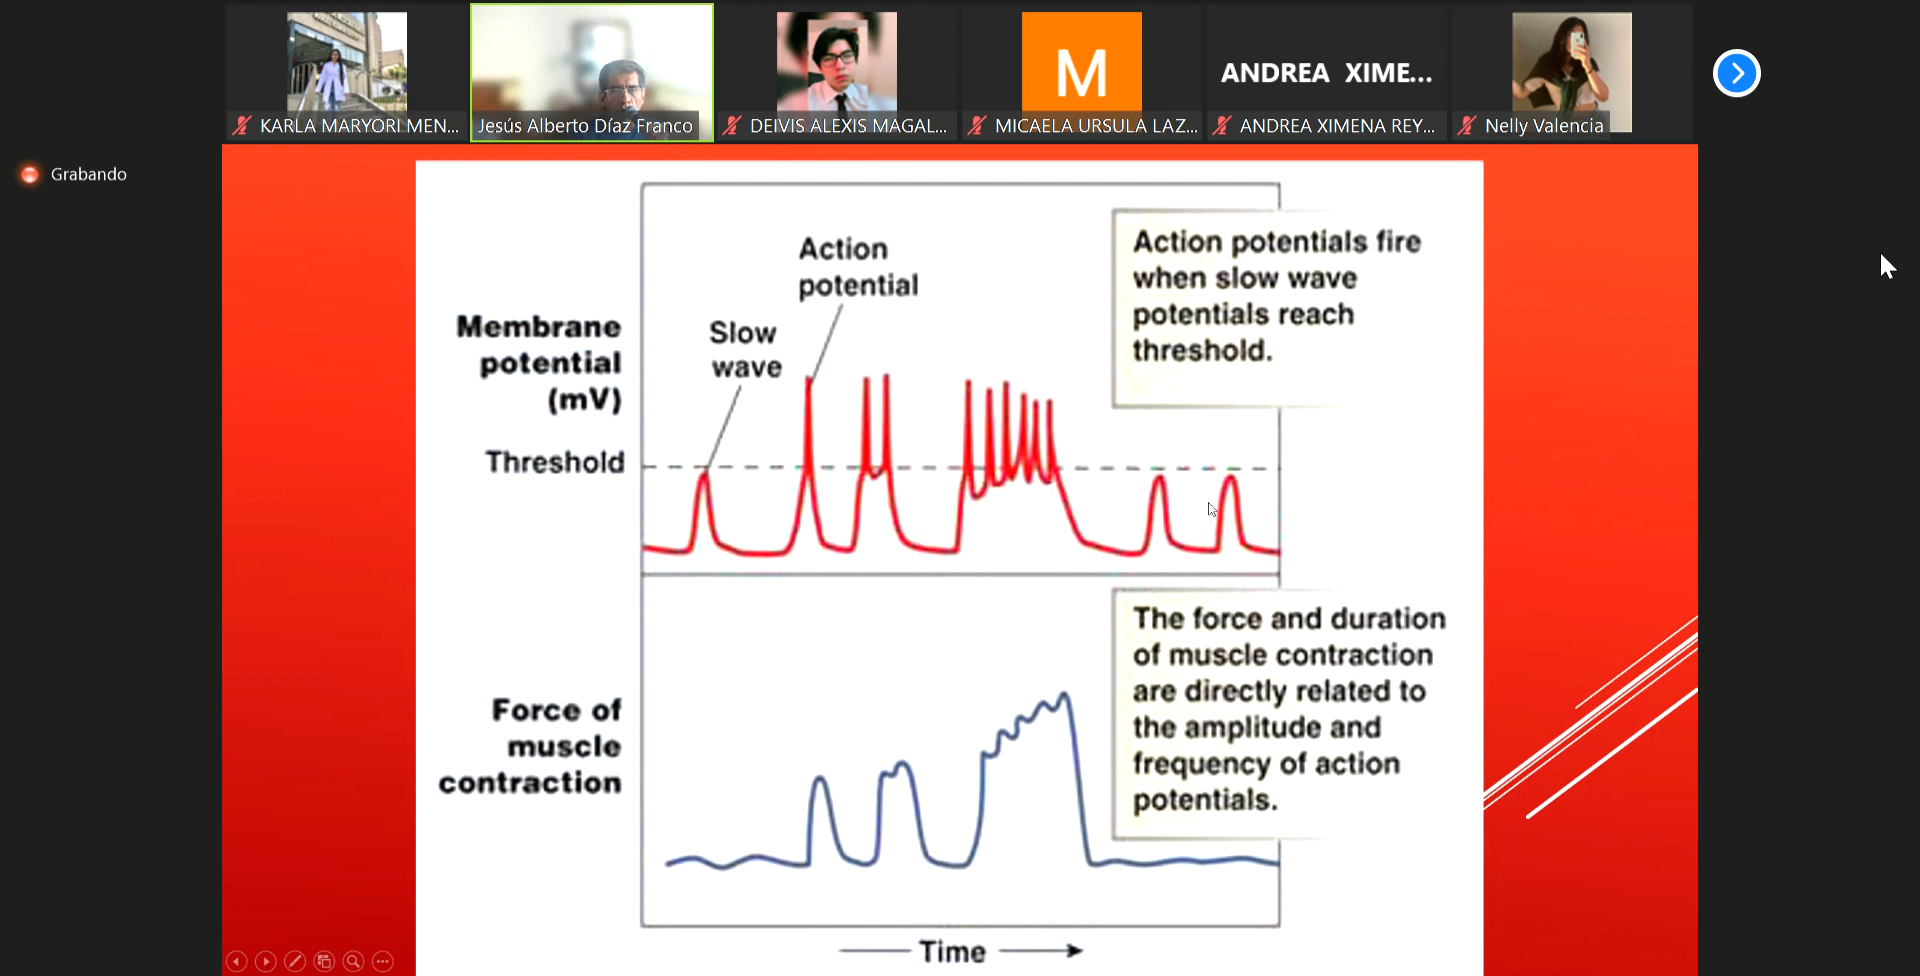 KARLA MARYORI MEN...
Jesús Alberto Díaz Franco
DEIVIS ALEXIS MAGAL...
M
MICAELA URSULA LAZ...
ANDREA XIME...
ANDREA XIMENA REY...
Nelly Valencia
Grabando
Action
potential
Slow
wave
Membrane
potential
(mV)
Threshold
Action potentials fire
when slow wave
potentials reach
threshold.
Force of
muscle
contraction
The force and duration
of muscle contraction
are directly related to
the amplitude and
frequency of action
potentials.
Time